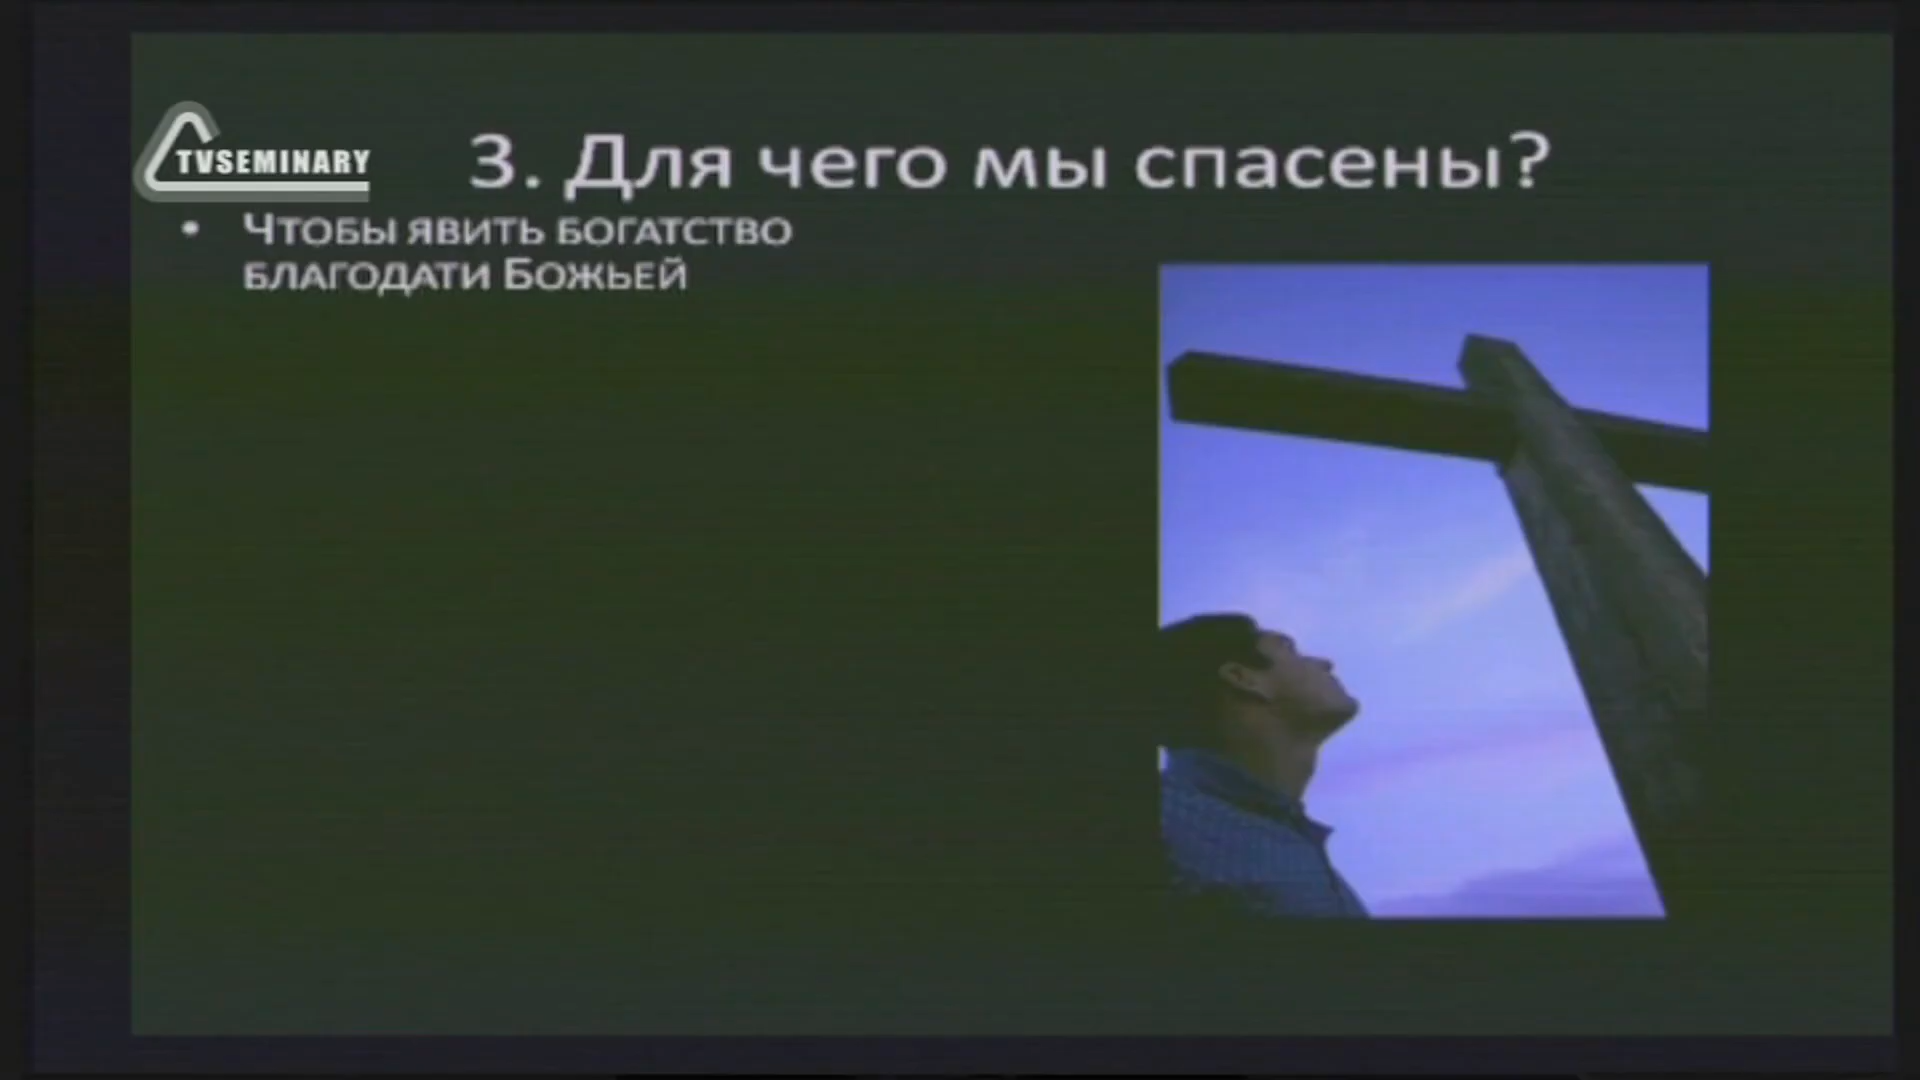 TVSEMINARY
3. Для чего мы спасены?
• Чтобы явить богатство
благодати Божьей